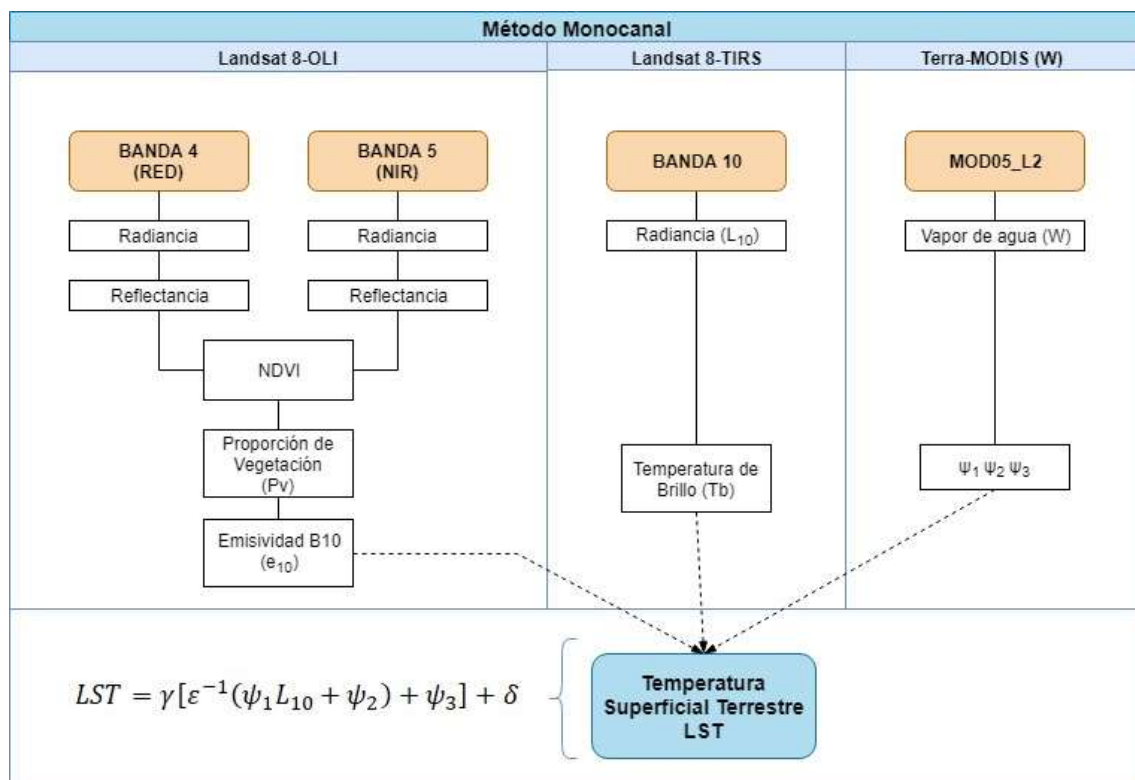 Método Monocanal
Landsat 8-OLI
Landsat 8-TIRS
Terra-MODIS (W)
BANDA 4
(RED)
BANDA 5
(NIR)
BANDA 10
MOD05_L2
Radiancia
Radiancia
Radiancia (L₁₀)
Vapor de agua (W)
Reflectancia
Reflectancia
NDVI
Proporción de
Vegetación
(Pv)
Temperatura de
Brillo (Tb)
Ψ₁ Ψ₂ Ψ₃
Emisividad B10
(e₁₀)
LST = γ[ε⁻¹(ψ₁L₁₀ + ψ₂) + ψ₃] + δ
Temperatura
Superficial Terrestre
LST